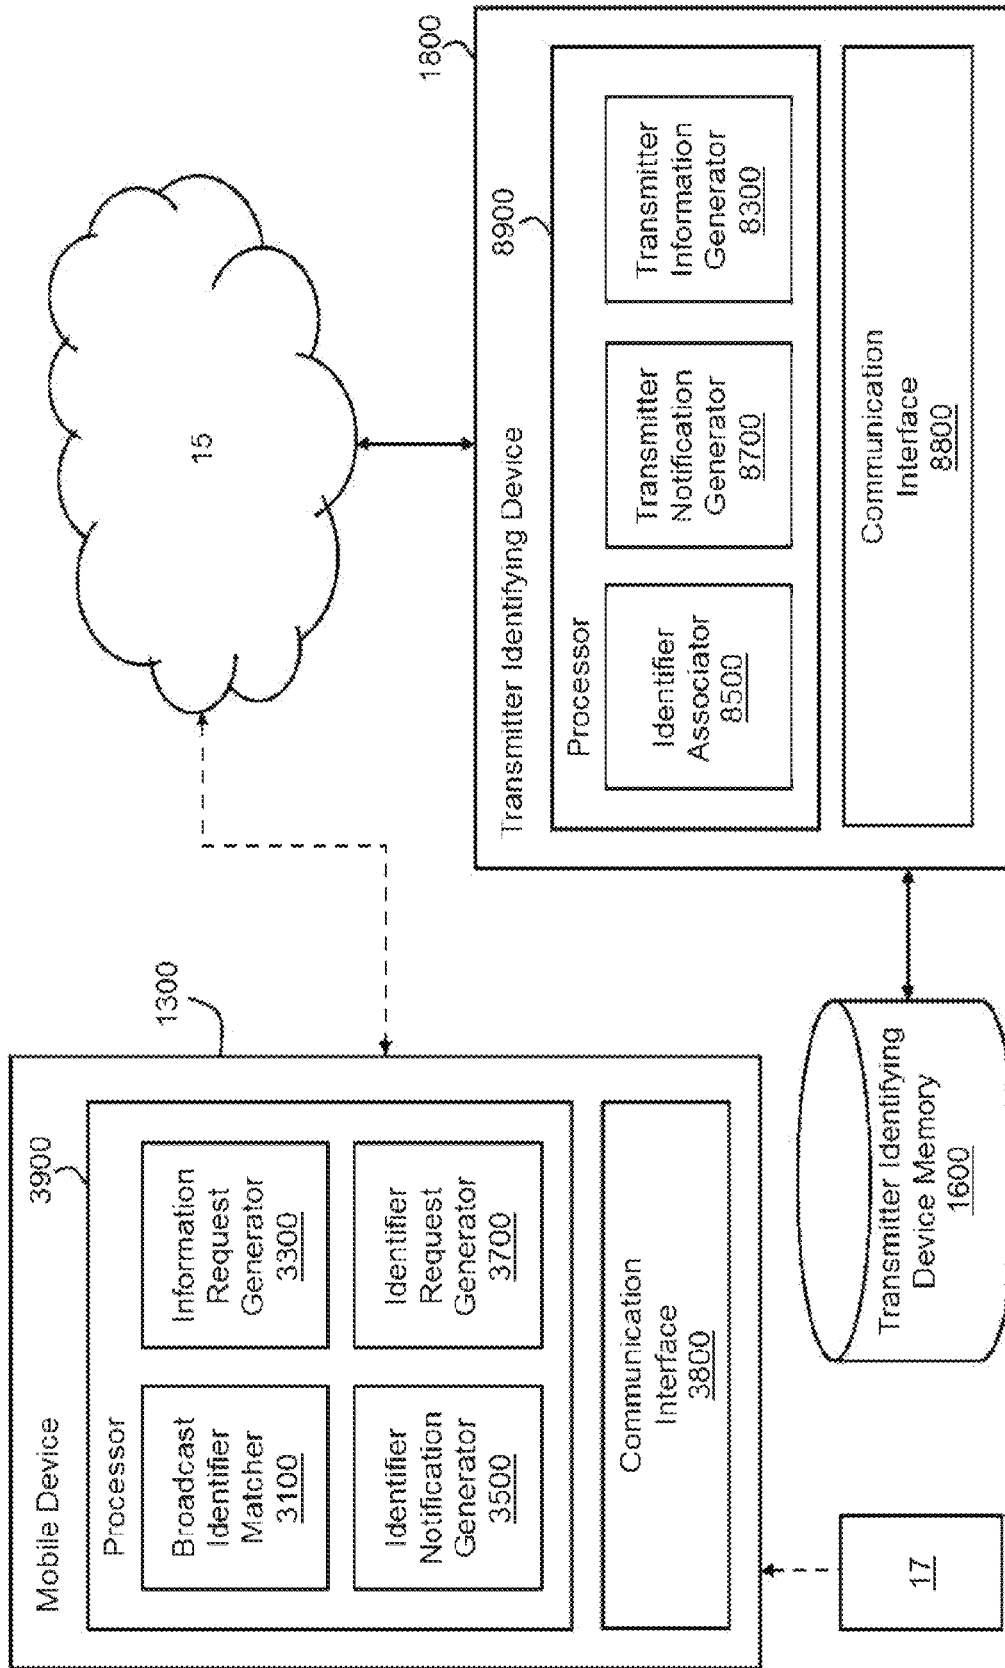 Mobile Device
1300
3900
Processor
Broadcast
Identifier
Matcher
3100
Information
Request
Generator
3300
Identifier
Notification
Generator
3500
Identifier
Request
Generator
3700
Communication
Interface
3800
17
15
Transmitter Identifying
Device Memory
1600
Transmitter Identifying Device
1800
8900
Processor
Identifier
Associator
8500
Transmitter
Notification
Generator
8700
Transmitter
Information
Generator
8300
Communication
Interface
8800